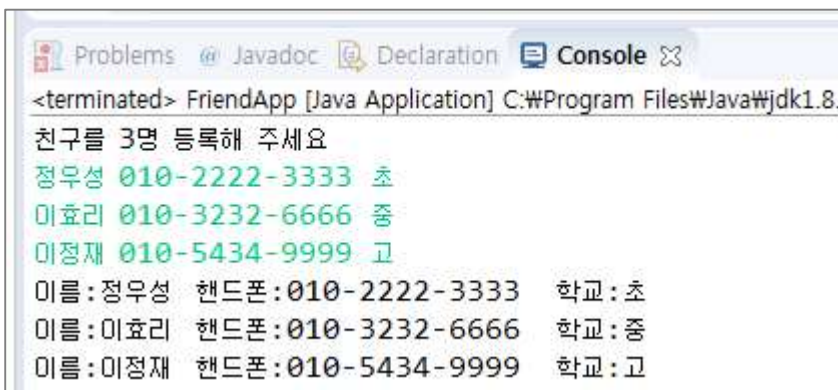 Problems @ Javadoc Declaration Console
<terminated> FriendApp [Java Application] C:₩Program Files₩Java₩jdk1.8.
친구를 3명 등록해 주세요
정우성 010-2222-3333 초
이효리 010-3232-6666 중
이정재 010-5434-9999 고
이름:정우성 핸드폰:010-2222-3333 학교:초
이름:이효리 핸드폰:010-3232-6666 학교:중
이름:이정재 핸드폰:010-5434-9999 학교:고